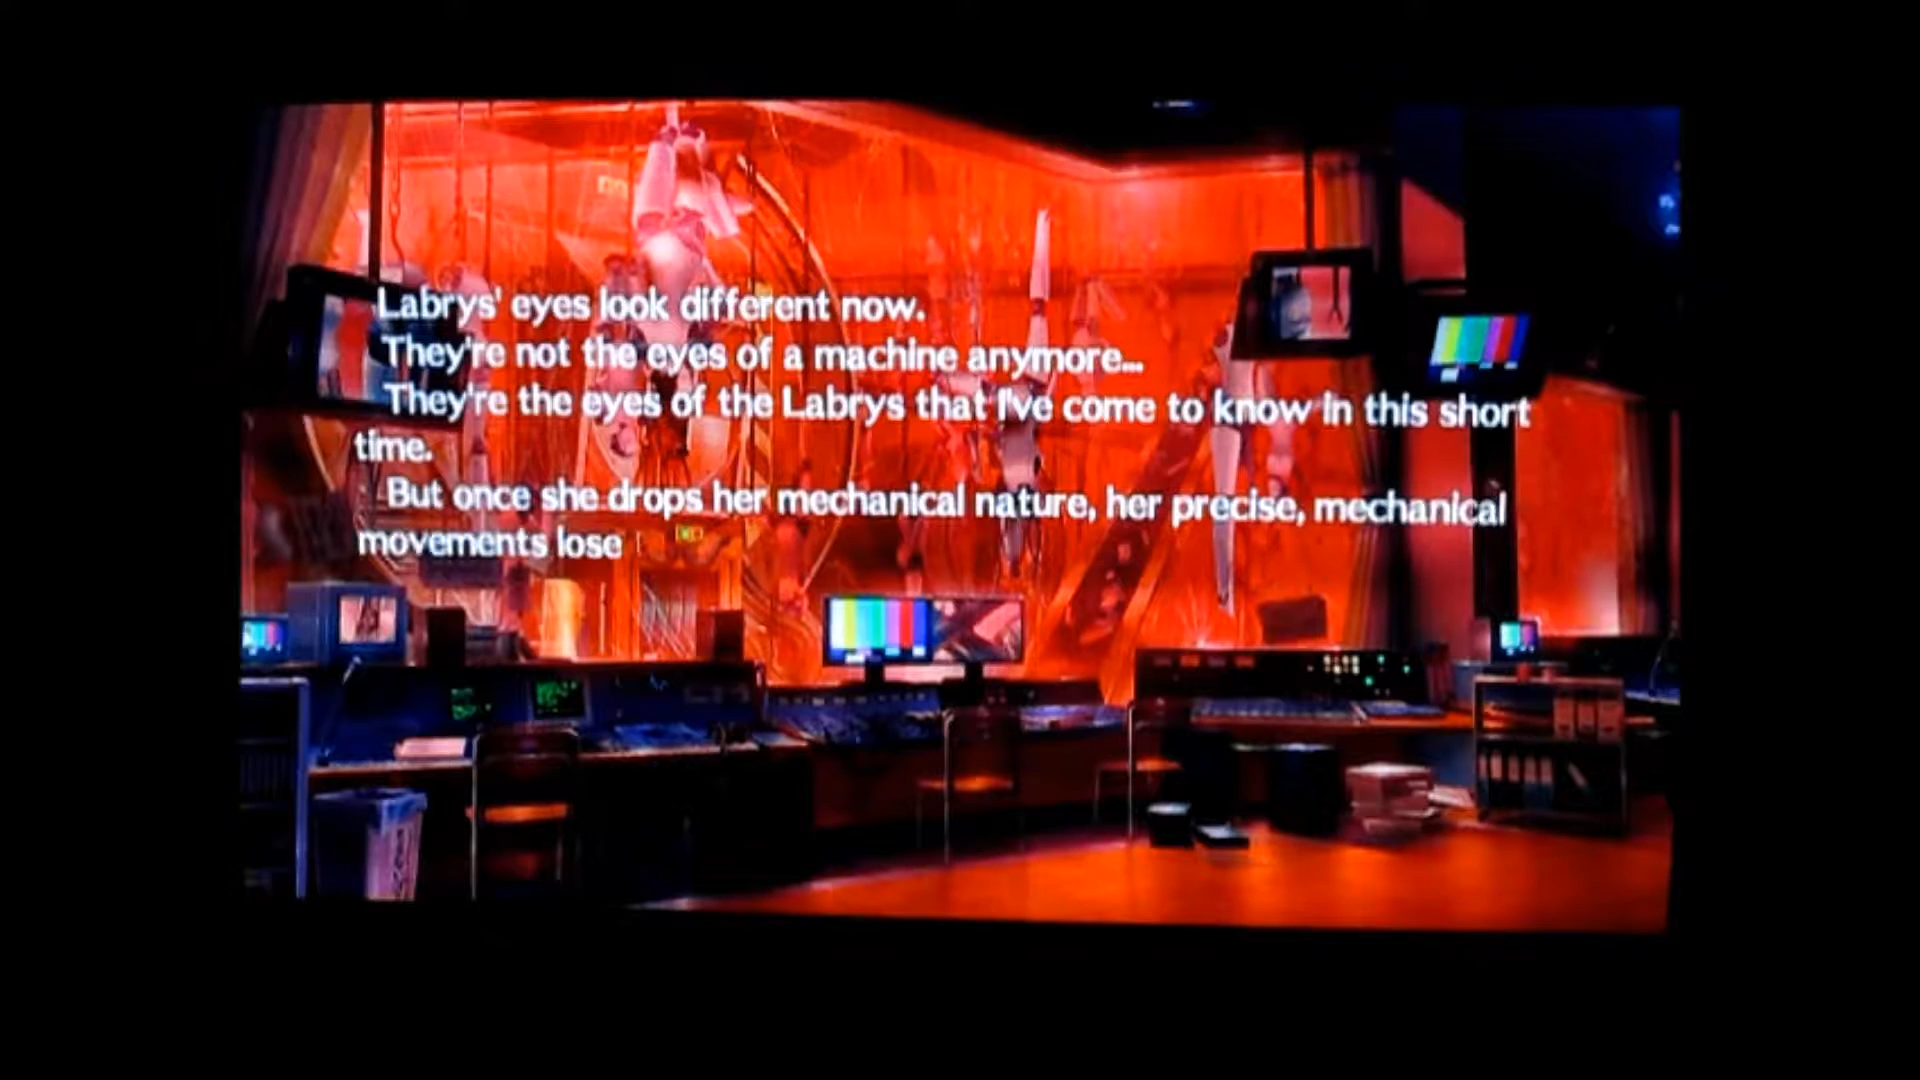 Labrys' eyes look different now.
They're not the eyes of a machine anymore...
They're the eyes of the Labrys that I've come to know in this short
time.
But once she drops her mechanical nature, her precise, mechanical
movements lose